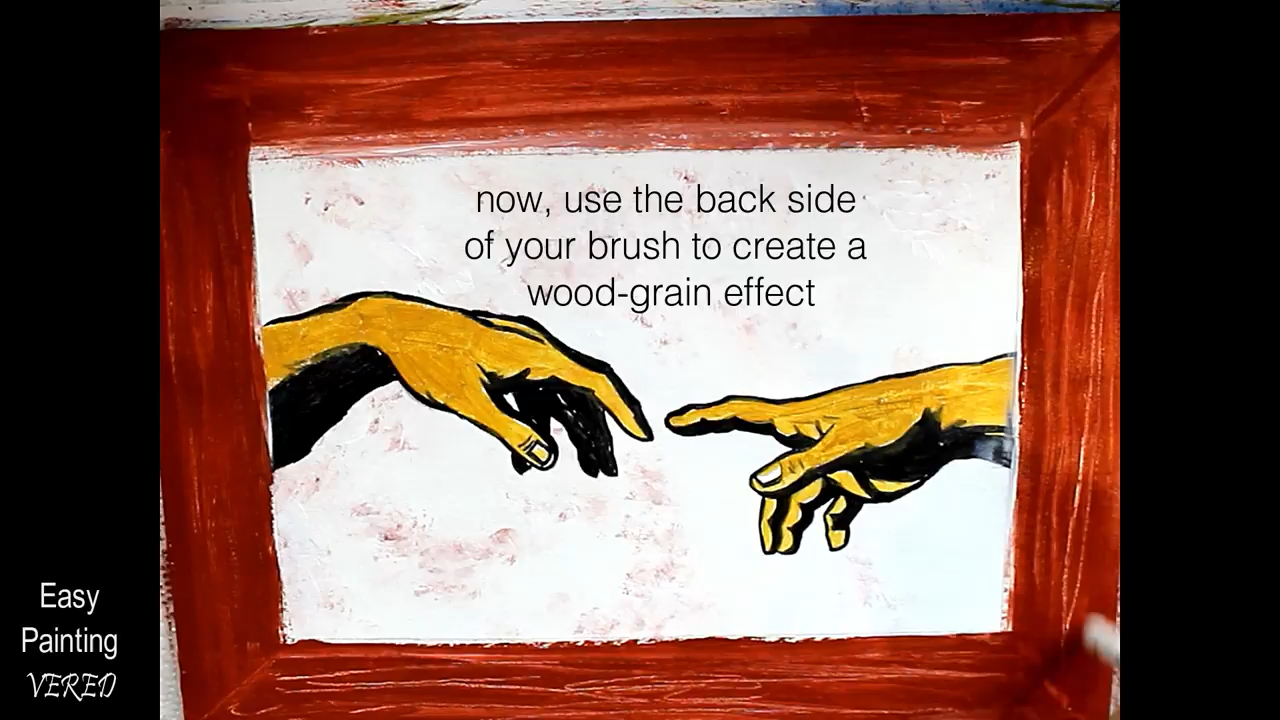 now, use the back side
of your brush to create a
wood-grain effect
Easy
Painting
VERED